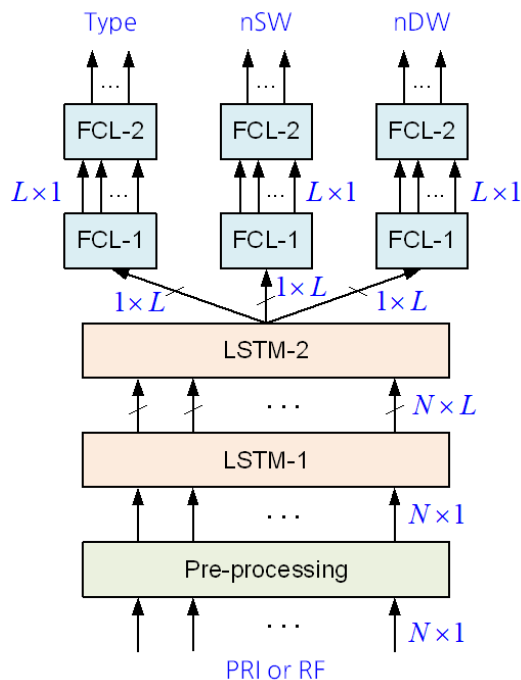 Type nSW nDW
... ... ...
FCL-2 FCL-2 FCL-2
L×1 ... ... L×1 ... L×1
FCL-1 FCL-1 FCL-1
1×L 1×L 1×L
LSTM-2
... N×L
LSTM-1
... N×1
Pre-processing
... N×1
PRI or RF